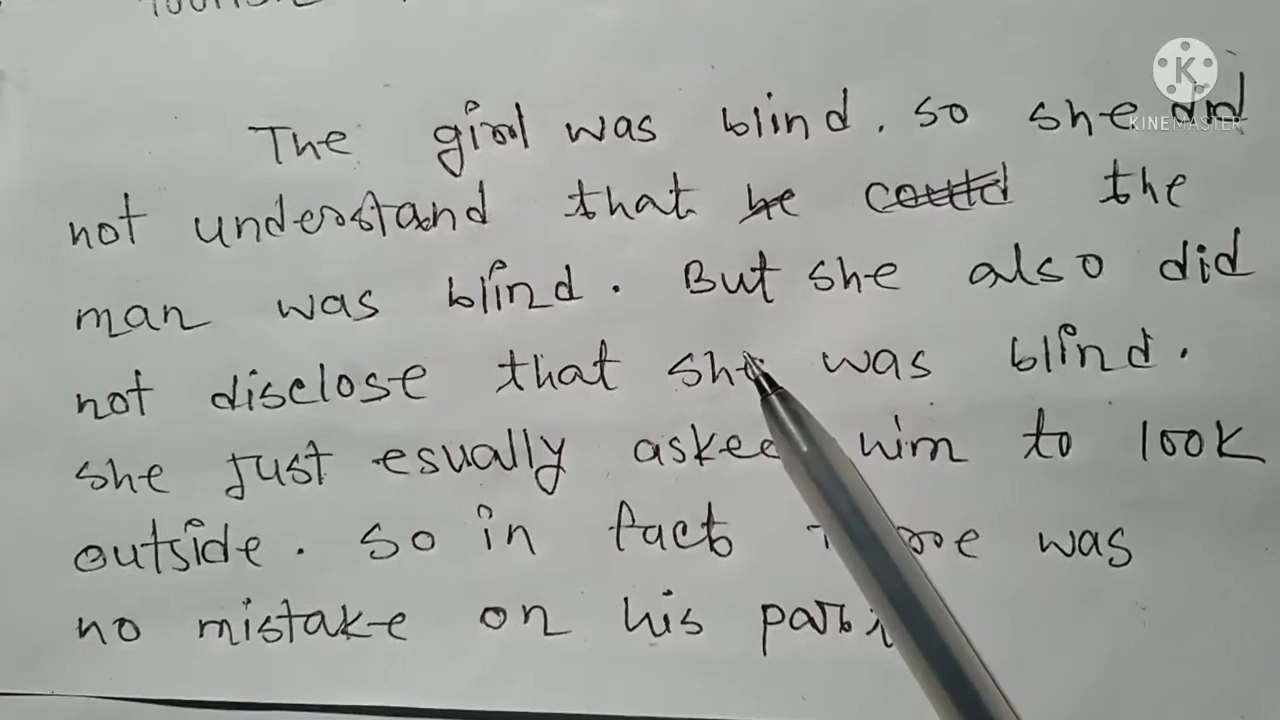 The girl was blind. so she did
KINEMASTER
not understand that he could the
man was blind. But she also did
not disclose that she was blind.
she just esually asked him to look
outside. so in fact was
no mistake on his part